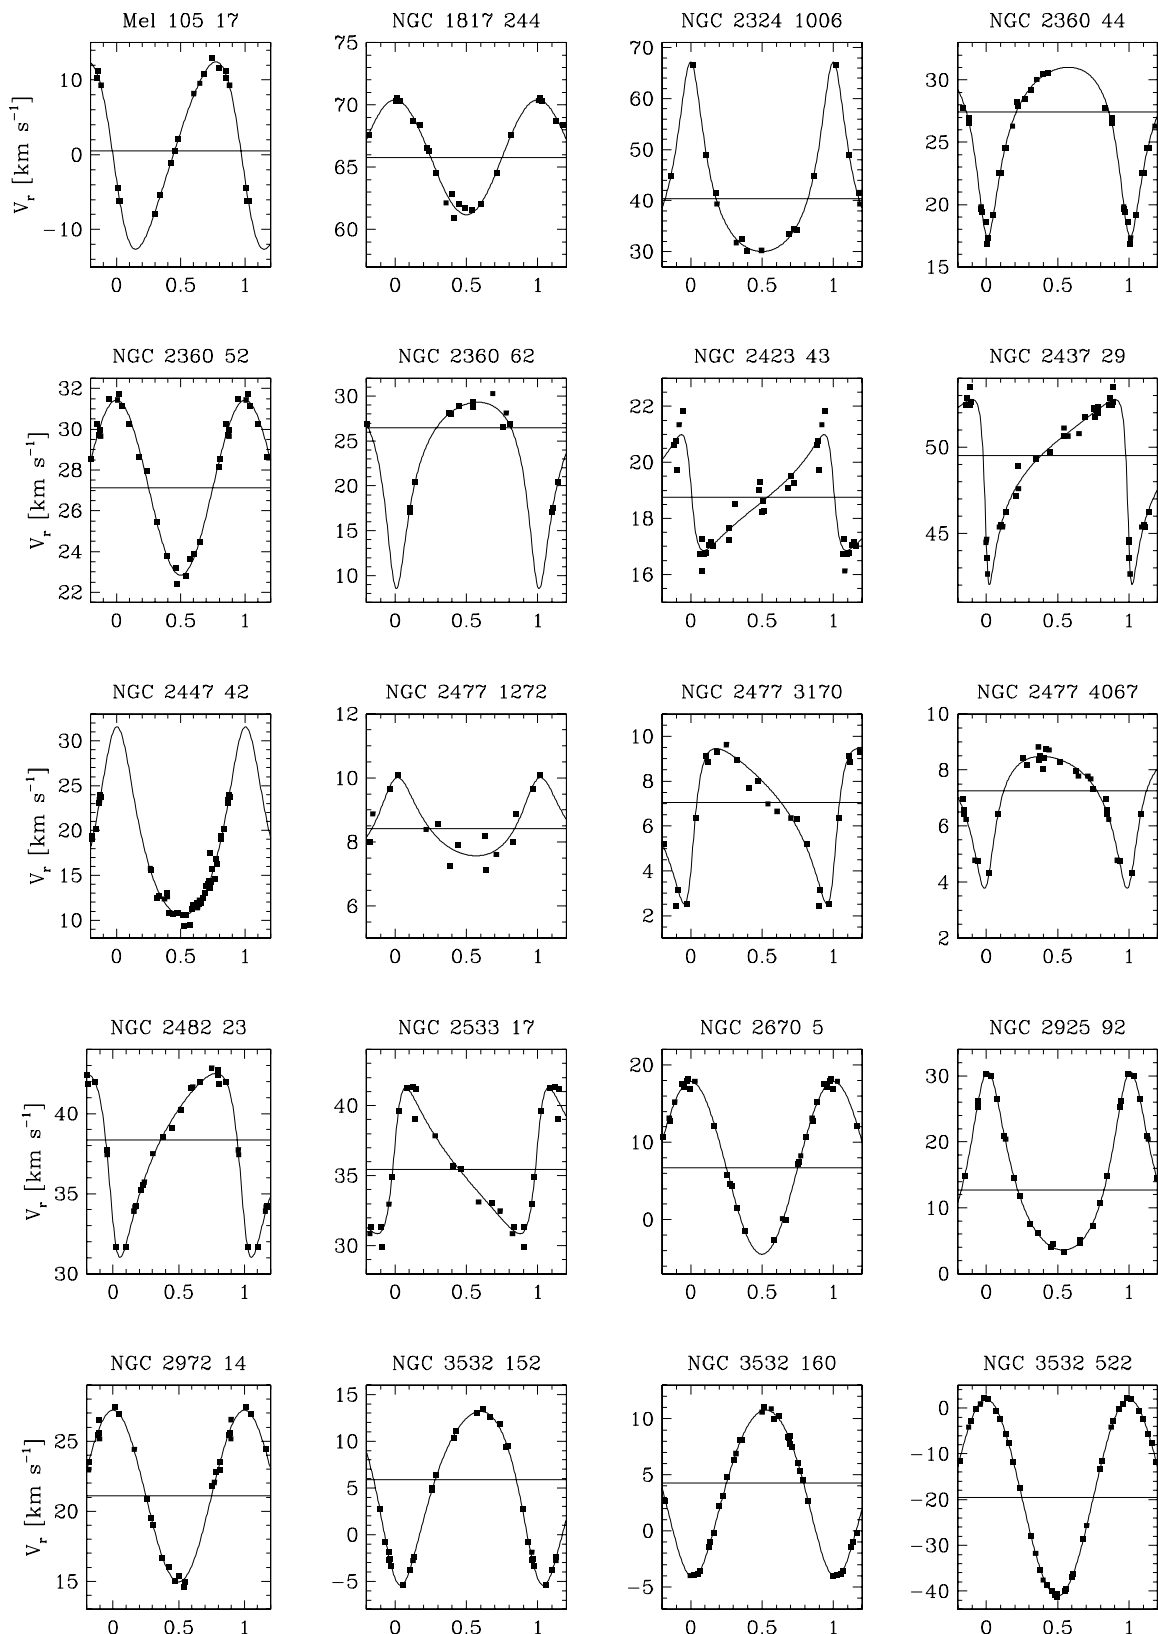 Mel 105 17
NGC 1817 244
NGC 2324 1006
NGC 2360 44
V_r [km s^-1]
10
0
−10
75
70
65
60
70
60
50
40
30
30
25
20
15
0 0.5 1
0 0.5 1
0 0.5 1
0 0.5 1
NGC 2360 52
NGC 2360 62
NGC 2423 43
NGC 2437 29
V_r [km s^-1]
32
30
28
26
24
22
30
25
20
15
10
22
20
18
16
50
45
0 0.5 1
0 0.5 1
0 0.5 1
0 0.5 1
NGC 2447 42
NGC 2477 1272
NGC 2477 3170
NGC 2477 4067
V_r [km s^-1]
30
25
20
15
10
12
10
8
6
10
8
6
4
2
10
8
6
4
2
0 0.5 1
0 0.5 1
0 0.5 1
0 0.5 1
NGC 2482 23
NGC 2533 17
NGC 2670 5
NGC 2925 92
V_r [km s^-1]
40
35
30
40
35
30
20
10
0
30
20
10
0
0 0.5 1
0 0.5 1
0 0.5 1
0 0.5 1
NGC 2972 14
NGC 3532 152
NGC 3532 160
NGC 3532 522
V_r [km s^-1]
25
20
15
15
10
5
0
−5
10
5
0
−5
0
−10
−20
−30
−40
0 0.5 1
0 0.5 1
0 0.5 1
0 0.5 1